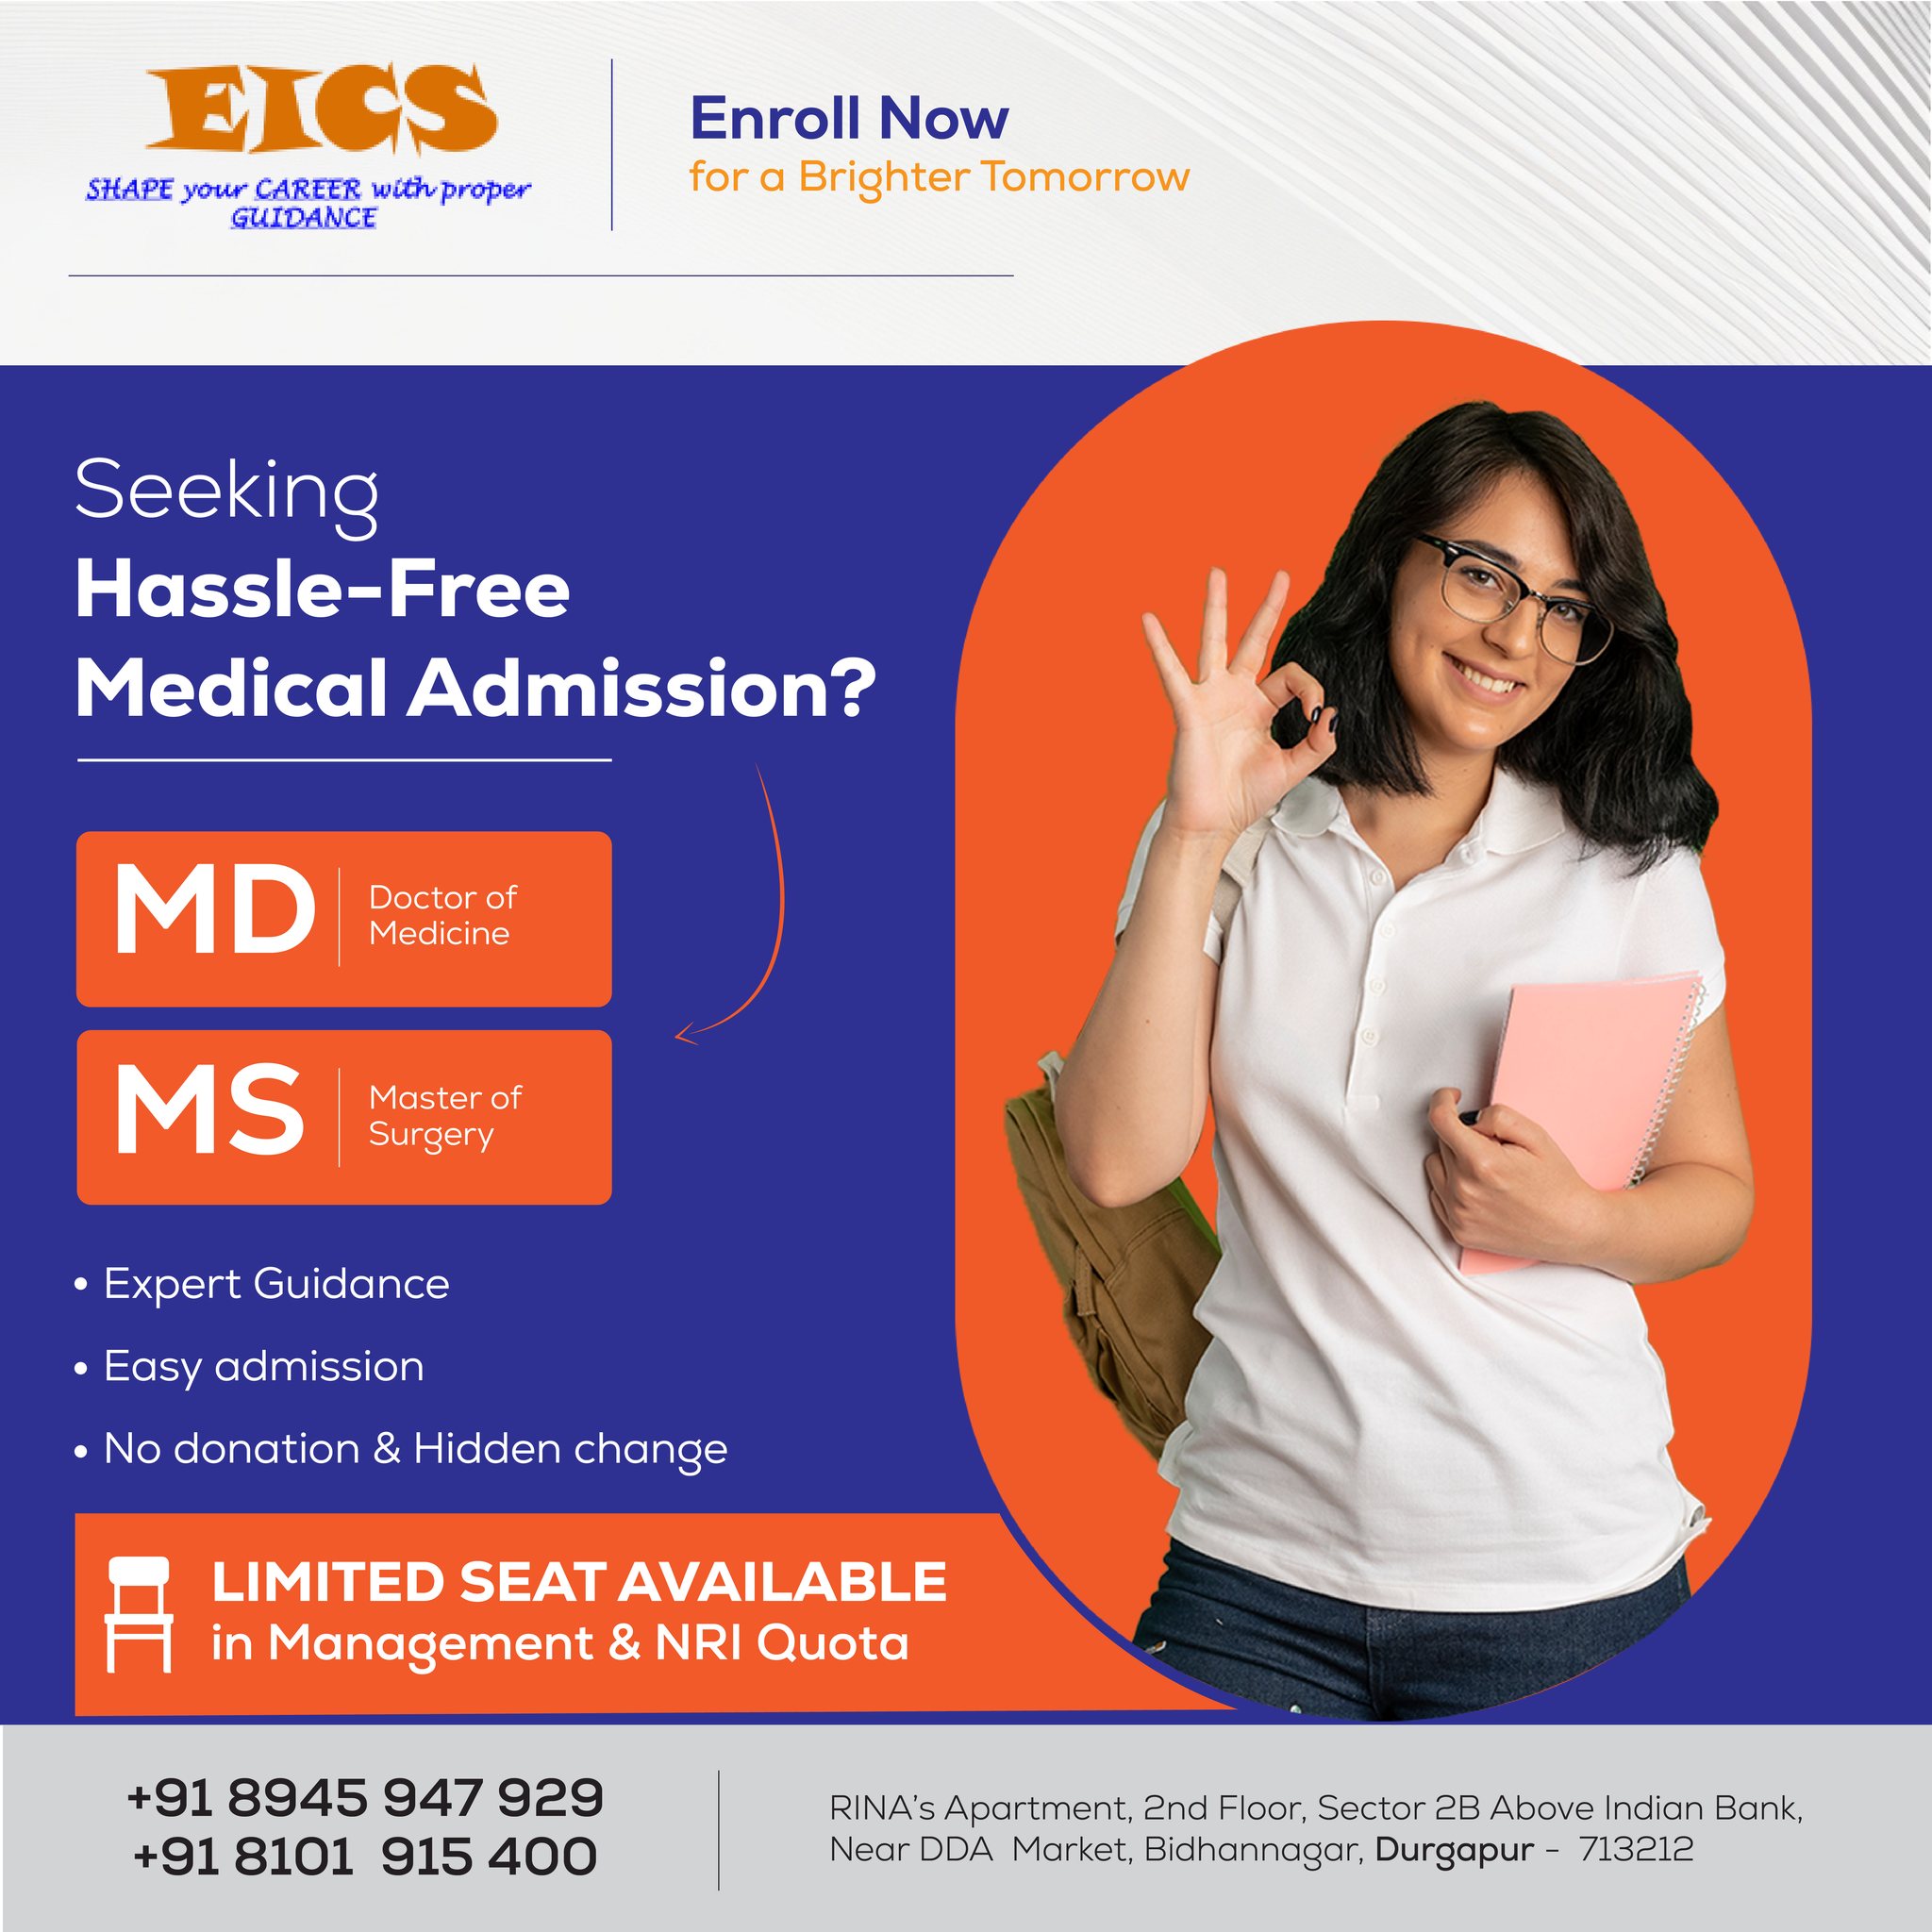 EICS
SHAPE your CAREER with proper
GUIDANCE
Enroll Now
for a Brighter Tomorrow
Seeking
Hassle-Free
Medical Admission?
MD
Doctor of
Medicine
MS
Master of
Surgery
• Expert Guidance
• Easy admission
• No donation & Hidden change
LIMITED SEAT AVAILABLE
in Management & NRI Quota
+91 8945 947 929
+91 8101 915 400
RINA's Apartment, 2nd Floor, Sector 2B Above Indian Bank,
Near DDA Market, Bidhannagar, Durgapur - 713212